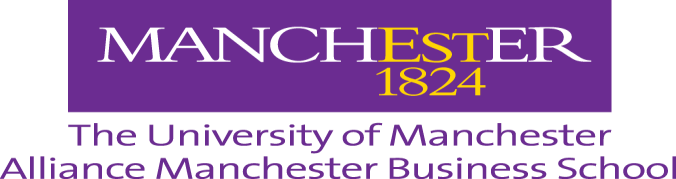 MANCHEsTER
1824
The University of Manchester
Alliance Manchester Business School